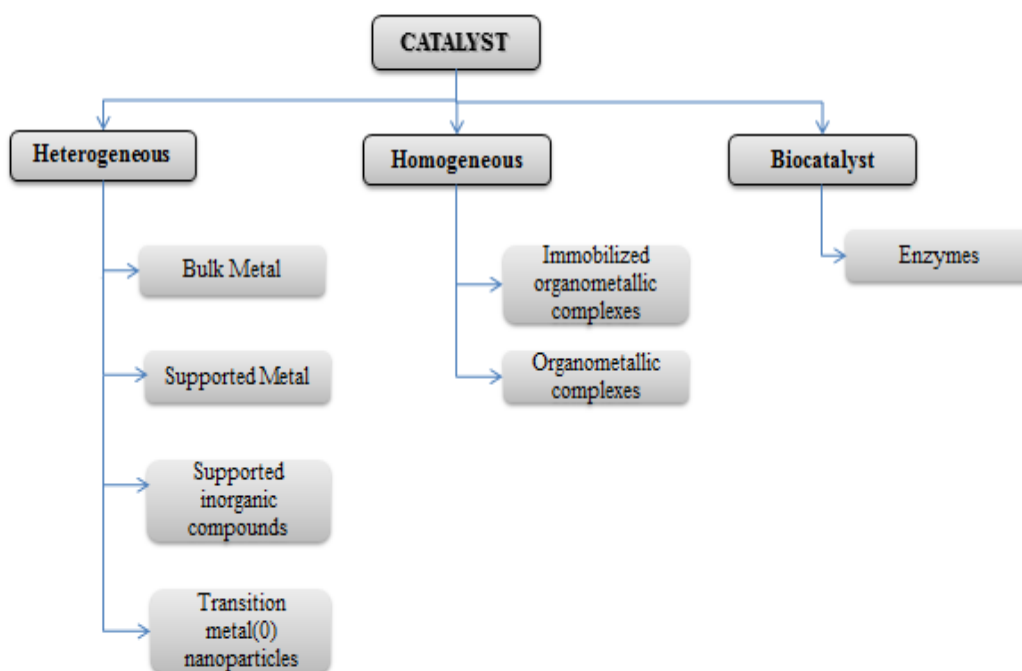 CATALYST
Heterogeneous
Homogeneous
Biocatalyst
Bulk Metal
Supported Metal
Supported
inorganic
compounds
Transition
metal(0)
nanoparticles
Immobilized
organometallic
complexes
Organometallic
complexes
Enzymes